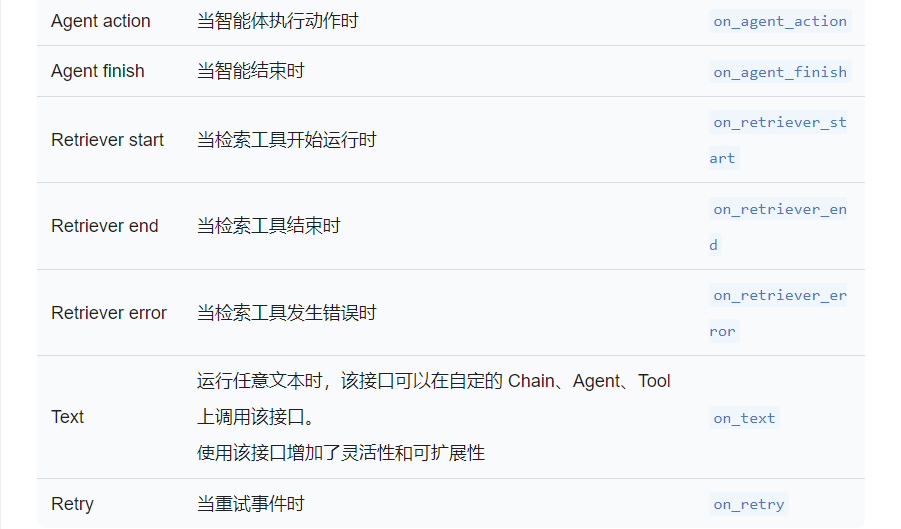 Agent action 当智能体执行动作时 on_agent_action
Agent finish 当智能结束时 on_agent_finish
Retriever start 当检索工具开始运行时 on_retriever_st
art
Retriever end 当检索工具结束时 on_retriever_en
d
Retriever error 当检索工具发生错误时 on_retriever_er
ror
运行任意文本时，该接口可以在自定的 Chain、Agent、Tool
Text 上调用该接口。 on_text
使用该接口增加了灵活性和可扩展性
Retry 当重试事件时 on_retry